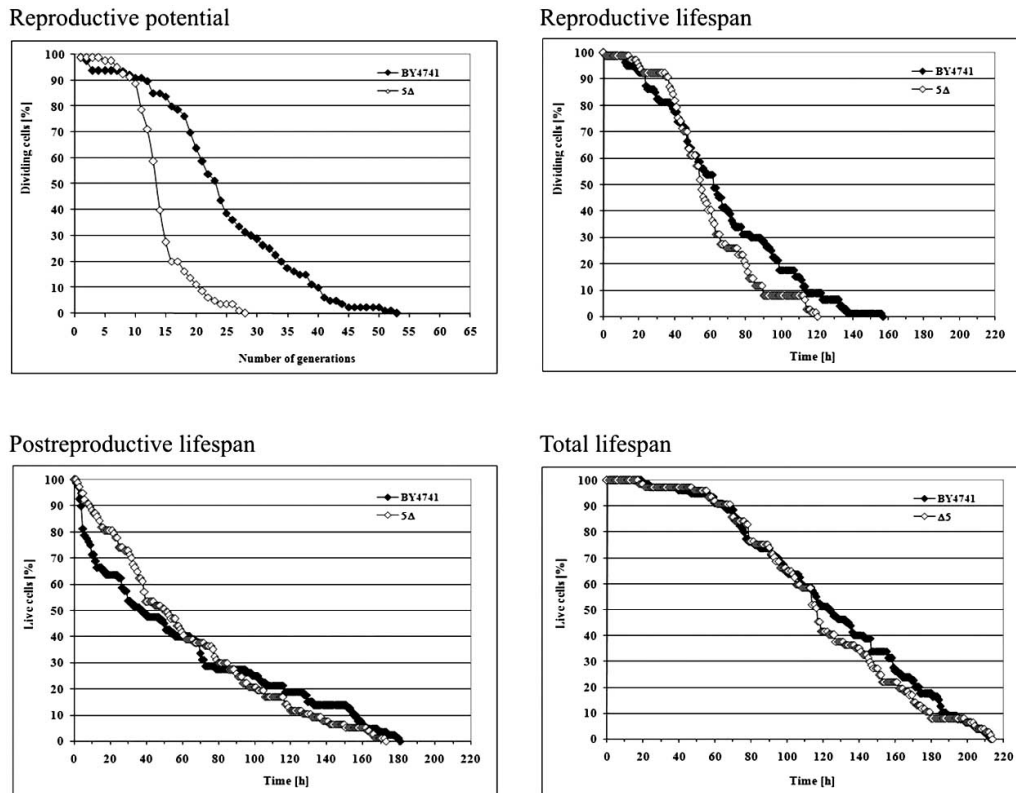 Reproductive potential
Dividing cells [%]
100
90
80
70
60
50
40
30
20
10
0
BY4741
5Δ
0 5 10 15 20 25 30 35 40 45 50 55 60 65
Number of generations
Reproductive lifespan
Dividing cells [%]
100
90
80
70
60
50
40
30
20
10
0
BY4741
5Δ
0 20 40 60 80 100 120 140 160 180 200 220
Time [h]
Postreproductive lifespan
Live cells [%]
100
90
80
70
60
50
40
30
20
10
0
BY4741
5Δ
0 20 40 60 80 100 120 140 160 180 200 220
Time [h]
Total lifespan
Live cells [%]
100
90
80
70
60
50
40
30
20
10
0
BY4741
Δ5
0 20 40 60 80 100 120 140 160 180 200 220
Time [h]